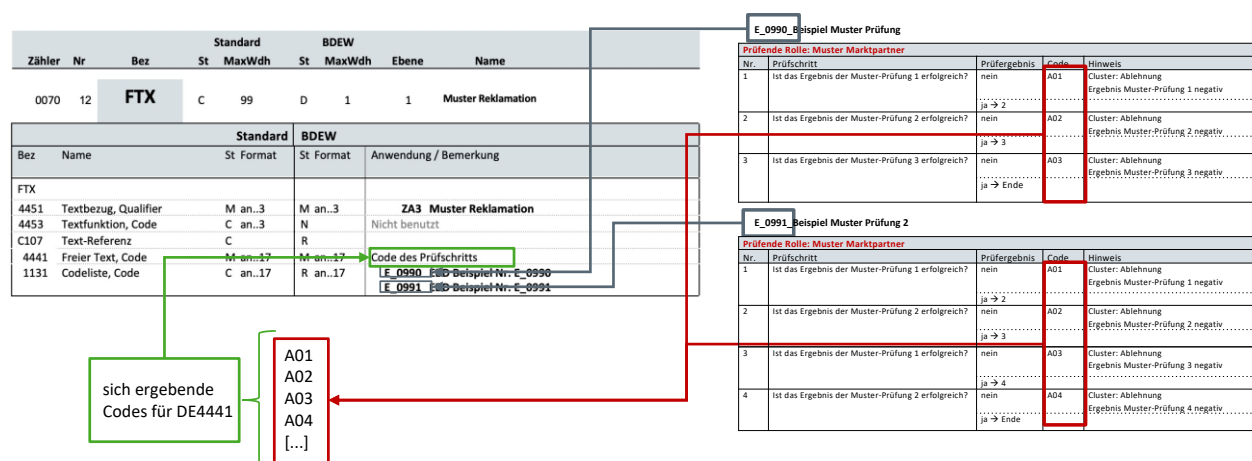 Standard BDEW
Zähler Nr Bez St MaxWdh St MaxWdh Ebene Name
0070 12 FTX C 99 D 1 1 Muster Reklamation
Standard BDEW
Bez Name St Format St Format Anwendung / Bemerkung
FTX
4451 Textbezug, Qualifier M an..3 M an..3 ZA3 Muster Reklamation
4453 Textfunktion, Code C an..3 N Nicht benutzt
C107 Text-Referenz C R
4441 Freier Text, Code M an..17 M an..17 Code des Prüfschritts
1131 Codeliste, Code C an..17 R an..17 E_0990 EBD Beispiel Nr. E_0990
E_0991 EBD Beispiel Nr. E_0991
sich ergebende
Codes für DE4441
A01
A02
A03
A04
[...]
E_0990_Beispiel Muster Prüfung
Prüfende Rolle: Muster Marktpartner
Nr. Prüfschritt Prüfergebnis Code Hinweis
1 Ist das Ergebnis der Muster-Prüfung 1 erfolgreich? nein A01 Cluster: Ablehnung
Ergebnis Muster-Prüfung 1 negativ
ja → 2
2 Ist das Ergebnis der Muster-Prüfung 2 erfolgreich? nein A02 Cluster: Ablehnung
Ergebnis Muster-Prüfung 2 negativ
ja → 3
3 Ist das Ergebnis der Muster-Prüfung 3 erfolgreich? nein A03 Cluster: Ablehnung
Ergebnis Muster-Prüfung 3 negativ
ja → Ende
E_0991_Beispiel Muster Prüfung 2
Prüfende Rolle: Muster Marktpartner
Nr. Prüfschritt Prüfergebnis Code Hinweis
1 Ist das Ergebnis der Muster-Prüfung 1 erfolgreich? nein A01 Cluster: Ablehnung
Ergebnis Muster-Prüfung 1 negativ
ja → 2
2 Ist das Ergebnis der Muster-Prüfung 2 erfolgreich? nein A02 Cluster: Ablehnung
Ergebnis Muster-Prüfung 2 negativ
ja → 3
3 Ist das Ergebnis der Muster-Prüfung 1 erfolgreich? nein A03 Cluster: Ablehnung
Ergebnis Muster-Prüfung 3 negativ
ja → 4
4 Ist das Ergebnis der Muster-Prüfung 2 erfolgreich? nein A04 Cluster: Ablehnung
Ergebnis Muster-Prüfung 4 negativ
ja → Ende